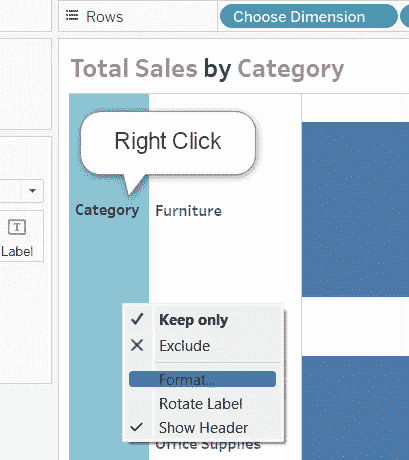 Rows
Choose Dimension
Total Sales by Category
Right Click
Category
Furniture
Label
Keep only
Exclude
Format...
Rotate Label
Show Header
Office Supplies